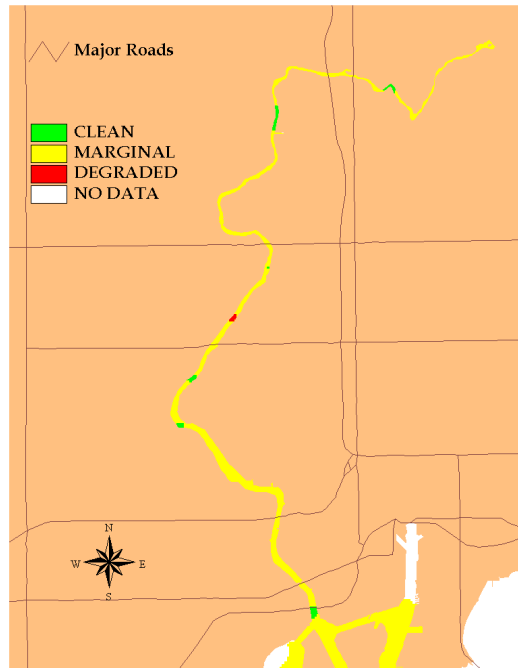 Major Roads
CLEAN
MARGINAL
DEGRADED
NO DATA
N
W E
S